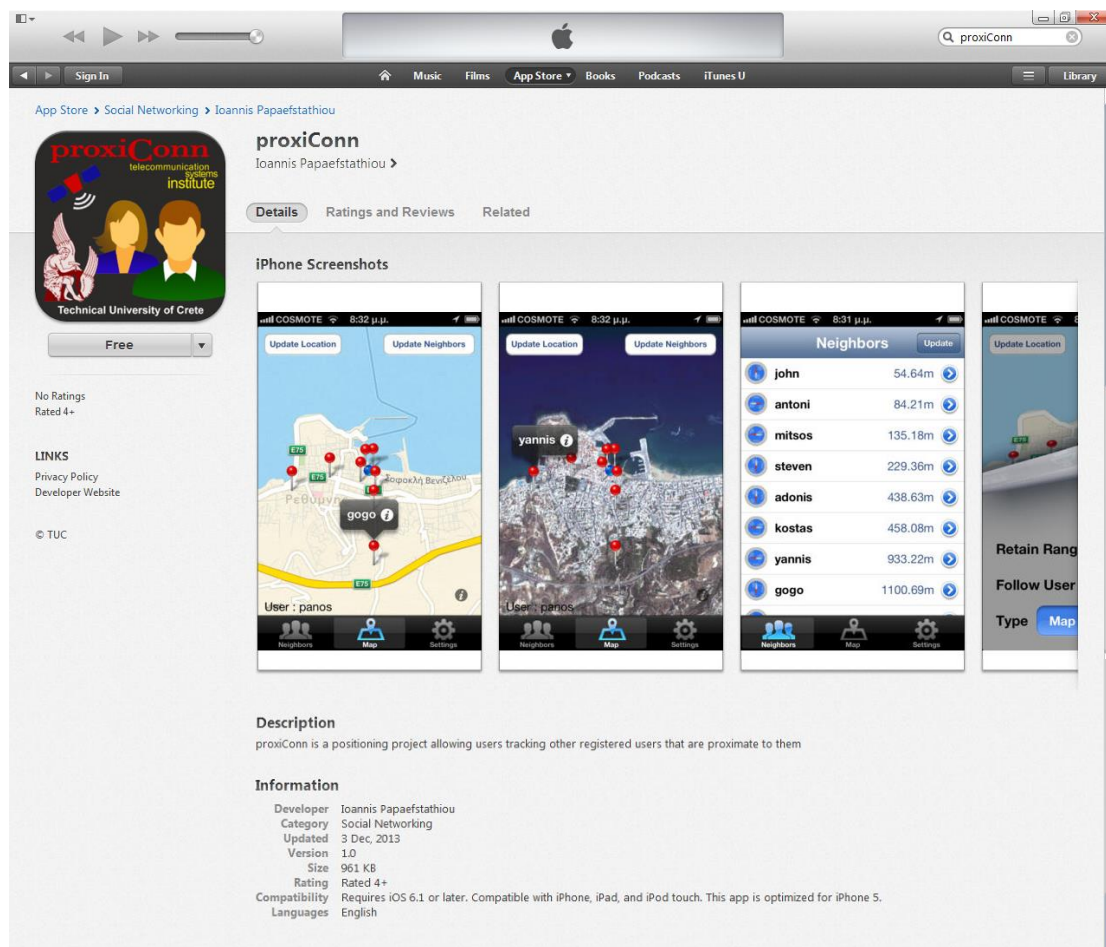 proxiConn
Sign In
Music Films App Store Books Podcasts iTunes U
Library
App Store > Social Networking > Ioannis Papaefstathiou
proxiConn
telecommunication
systems
institute
Technical University of Crete
proxiConn
Ioannis Papaefstathiou >
Details Ratings and Reviews Related
Free
No Ratings
Rated 4+
LINKS
Privacy Policy
Developer Website
© TUC
iPhone Screenshots
COSMOTE 8:32 μ.μ.
Update Location Update Neighbors
E75
E75
Σοφοκλή Βενιζέλου
Ρέθυμνο
gogo
E75
User : panos
Neighbors Map Settings
COSMOTE 8:32 μ.μ.
Update Location Update Neighbors
yannis
User : panos
Neighbors Map Settings
COSMOTE 8:31 μ.μ.
Neighbors Update
john 54.64m
antoni 84.21m
mitsos 135.18m
steven 229.36m
adonis 438.63m
kostas 458.08m
yannis 933.22m
gogo 1100.69m
Neighbors Map Settings
COSMOTE
Update Location
E75
Retain Rang
Follow User
Type Map
Description
proxiConn is a positioning project allowing users tracking other registered users that are proximate to them
Information
Developer Ioannis Papaefstathiou
Category Social Networking
Updated 3 Dec, 2013
Version 1.0
Size 961 KB
Rating Rated 4+
Compatibility Requires iOS 6.1 or later. Compatible with iPhone, iPad, and iPod touch. This app is optimized for iPhone 5.
Languages English